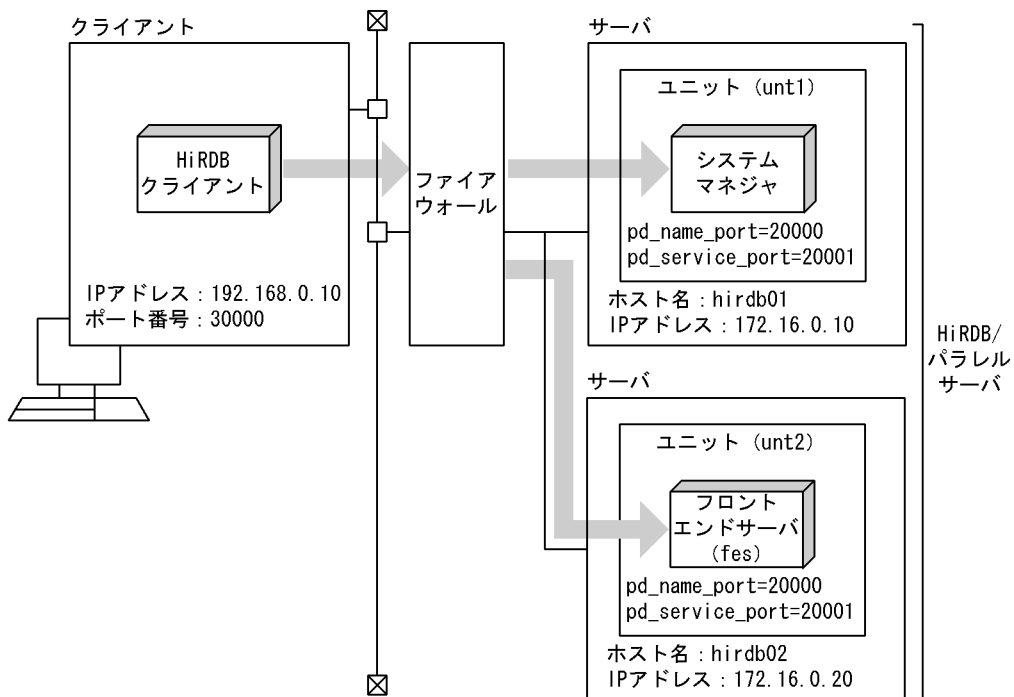 クライアント
HiRDB
クライアント
IPアドレス：192.168.0.10
ポート番号：30000
ファイア
ウォール
サーバ
ユニット（unt1）
システム
マネジャ
pd_name_port=20000
pd_service_port=20001
ホスト名：hirdb01
IPアドレス：172.16.0.10
サーバ
ユニット（unt2）
フロント
エンドサーバ
(fes)
pd_name_port=20000
pd_service_port=20001
ホスト名：hirdb02
IPアドレス：172.16.0.20
HiRDB/
パラレル
サーバ